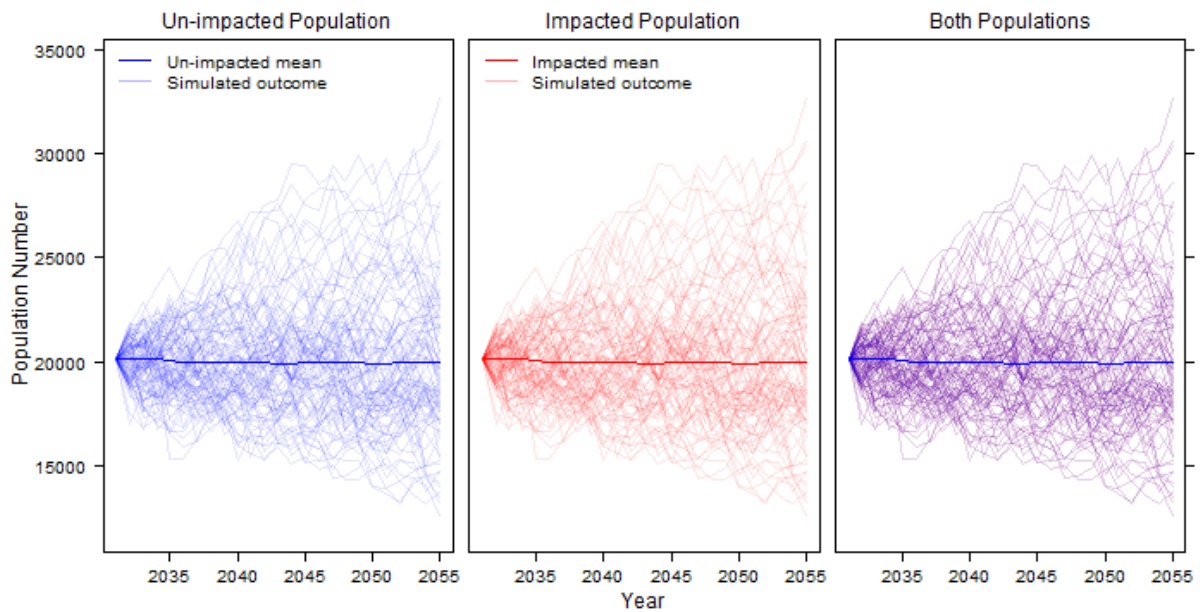 Un-impacted Population
Impacted Population
Both Populations
Un-impacted mean
Simulated outcome
Impacted mean
Simulated outcome
35000
30000
25000
20000
15000
Population Number
2035 2040 2045 2050 2055
2035 2040 2045 2050 2055
2035 2040 2045 2050 2055
Year